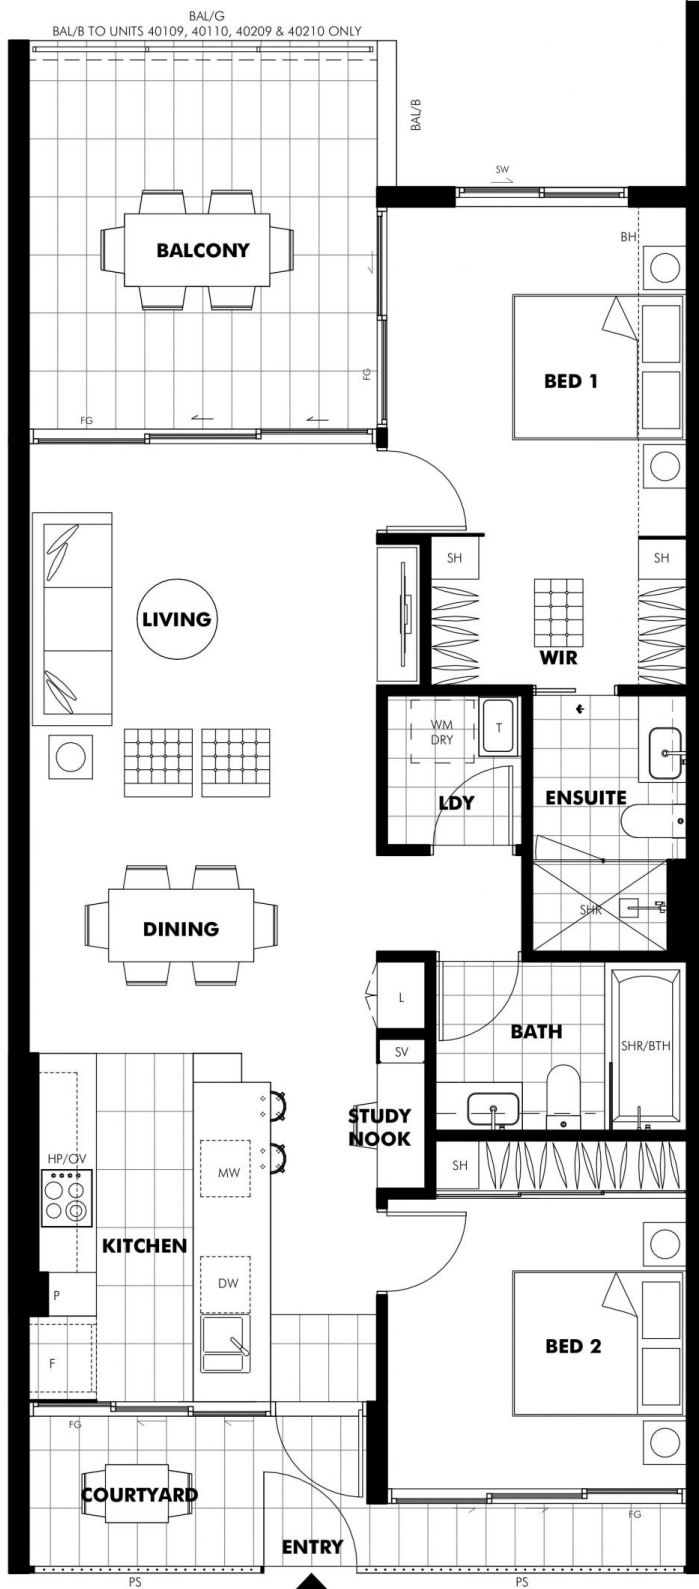 BAL/G
BAL/B TO UNITS 40109, 40110, 40209 & 40210 ONLY
BAL/B
SW
BALCONY
BH
BED 1
FG
FG
SH
SH
LIVING
WIR
WM
DRY
T
LDY
ENSUITE
SHR
DINING
L
BATH
SHR/BTH
SV
STUDY
NOOK
HP/OV
MW
SH
KITCHEN
DW
P
F
BED 2
FG
COURTYARD
FG
ENTRY
PS
PS